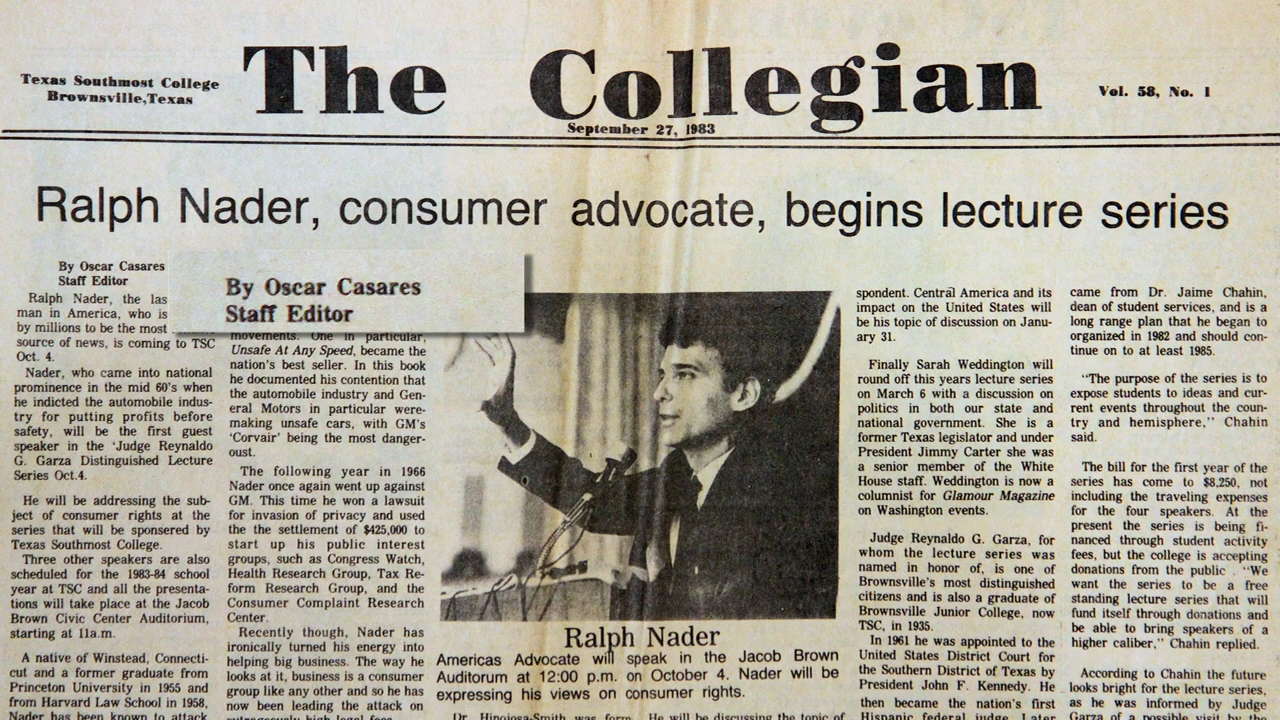 Texas Southmost College
Brownsville,Texas
The Collegian
Vol. 58, No. 1
September 27, 1983
Ralph Nader, consumer advocate, begins lecture series
By Oscar Casares
Staff Editor
Ralph Nader, the las
man in America, who is
by millions to be the most
source of news, is coming to TSC
Oct. 4.
Nader, who came into national
prominence in the mid 60's when
he indicted the automobile indus-
try for putting profits before
safety, will be the first guest
speaker in the 'Judge Reynaldo
G. Garza Distinguished Lecture
Series Oct.4.
He will be addressing the sub-
ject of consumer rights at the
series that will be sponsered by
Texas Southmost College.
Three other speakers are also
scheduled for the 1983-84 school
year at TSC and all the presenta-
tions will take place at the Jacob
Brown Civic Center Auditorium,
starting at 11a.m.
A native of Winstead, Connecti-
cut and a former graduate from
Princeton University in 1955 and
from Harvard Law School in 1958,
Nader has been known to attack
By Oscar Casares
Staff Editor
movements. One in particular,
Unsafe At Any Speed, became the
nation's best seller. In this book
he documented his contention that
the automobile industry and Gen-
eral Motors in particular were-
making unsafe cars, with GM's
'Corvair' being the most danger-
oust.
The following year in 1966
Nader once again went up against
GM. This time he won a lawsuit
for invasion of privacy and used
the the settlement of $425,000 to
start up his public interest
groups, such as Congress Watch,
Health Research Group, Tax Re-
form Research Group, and the
Consumer Complaint Research
Center.
Recently though, Nader has
ironically turned his energy into
helping big business. The way he
looks at it, business is a consumer
group like any other and so he has
now been leading the attack on
outrageously high legal fees.
Ralph Nader
Americas Advocate will speak in the Jacob Brown
Auditorium at 12:00 p.m. on October 4. Nader will be
expressing his views on consumer rights.
Dr. Hinojosa-Smith was form
He will be discussing the topic of
spondent. Central America and its
impact on the United States will
be his topic of discussion on Janu-
ary 31.
Finally Sarah Weddington will
round off this years lecture series
on March 6 with a discussion on
politics in both our state and
national government. She is a
former Texas legislator and under
President Jimmy Carter she was
a senior member of the White
House staff. Weddington is now a
columnist for Glamour Magazine
on Washington events.
Judge Reynaldo G. Garza, for
whom the lecture series was
named in honor of, is one of
Brownsville's most distinguished
citizens and is also a graduate of
Brownsville Junior College, now
TSC, in 1935.
In 1961 he was appointed to the
United States District Court for
the Southern District of Texas by
President John F. Kennedy. He
then became the nation's first
Hispanic federal judge. Later
came from Dr. Jaime Chahin,
dean of student services, and is a
long range plan that he began to
organized in 1982 and should con-
tinue on to at least 1985.
"The purpose of the series is to
expose students to ideas and cur-
rent events throughout the coun-
try and hemisphere," Chahin
said.
The bill for the first year of the
series has come to $8,250, not
including the traveling expenses
for the four speakers. At the
present the series is being fi-
nanced through student activity
fees, but the college is accepting
donations from the public . "We
want the series to be a free
standing lecture series that will
fund itself through donations and
be able to bring speakers of a
higher caliber," Chahin replied.
According to Chahin the future
looks bright for the lecture series,
as he was informed by Judge
Garza of a possible visit by the